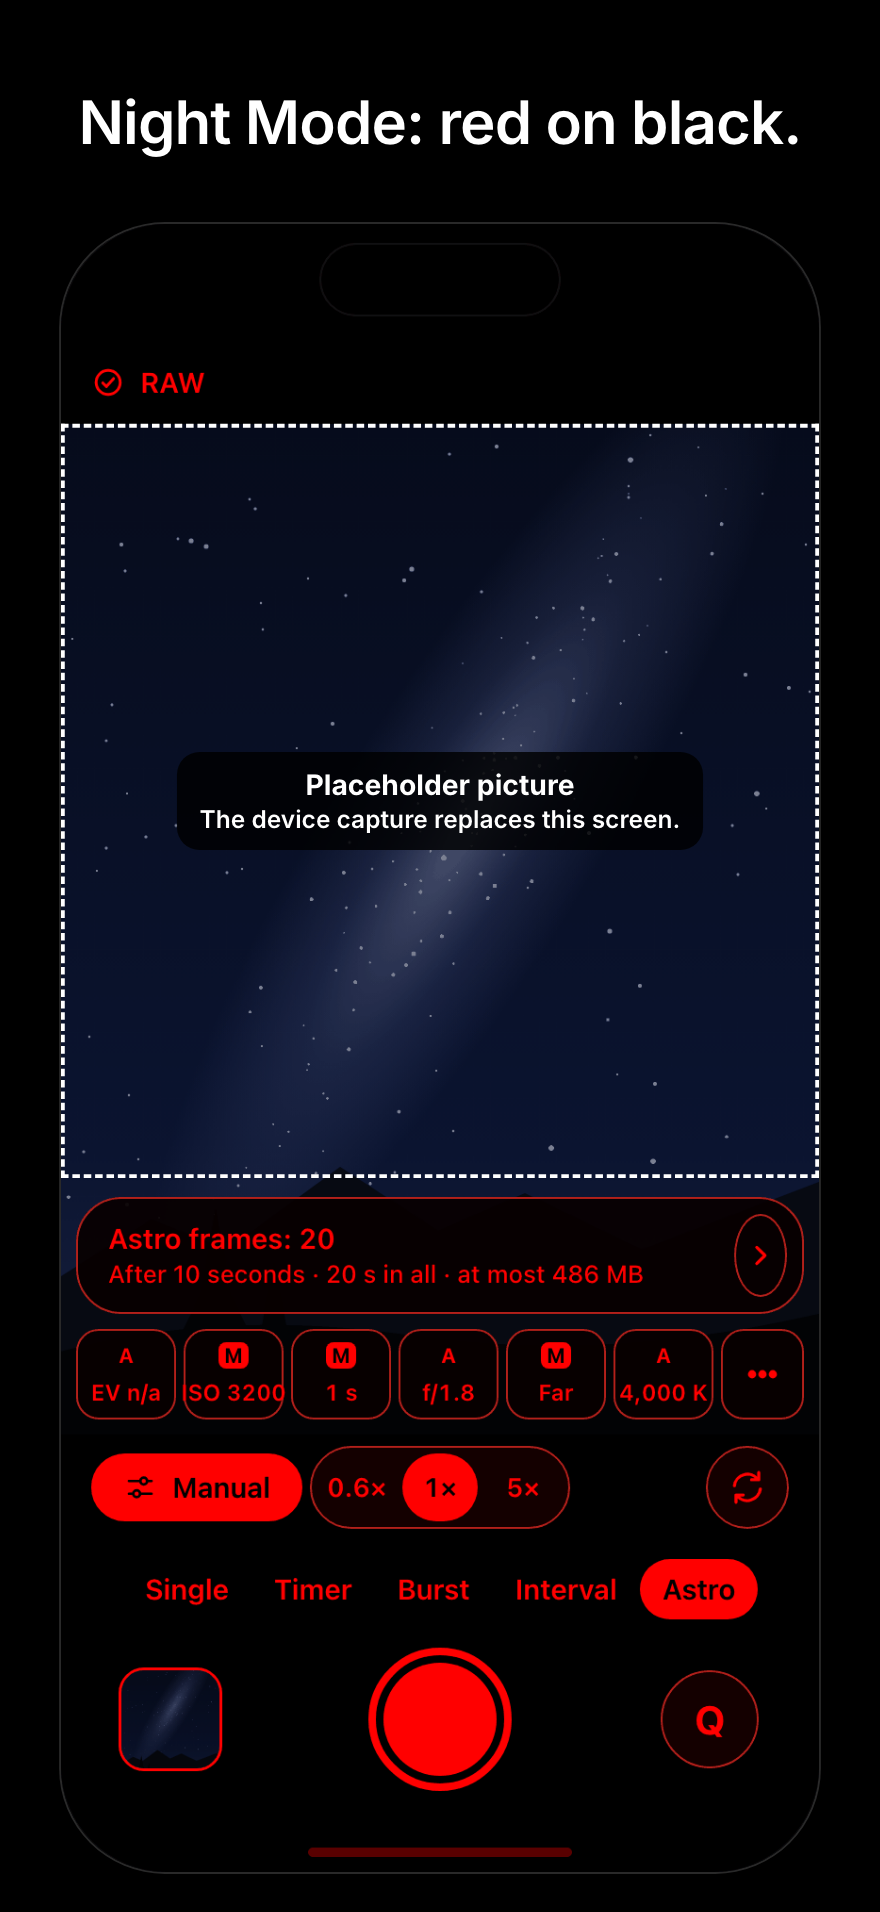 Night Mode: red on black.
RAW
Placeholder picture
The device capture replaces this screen.
Astro frames: 20
After 10 seconds · 20 s in all · at most 486 MB
A M M A M A
EV n/a ISO 3200 1 s f/1.8 Far 4,000 K
Manual 0.6× 1× 5×
Single Timer Burst Interval Astro
Q